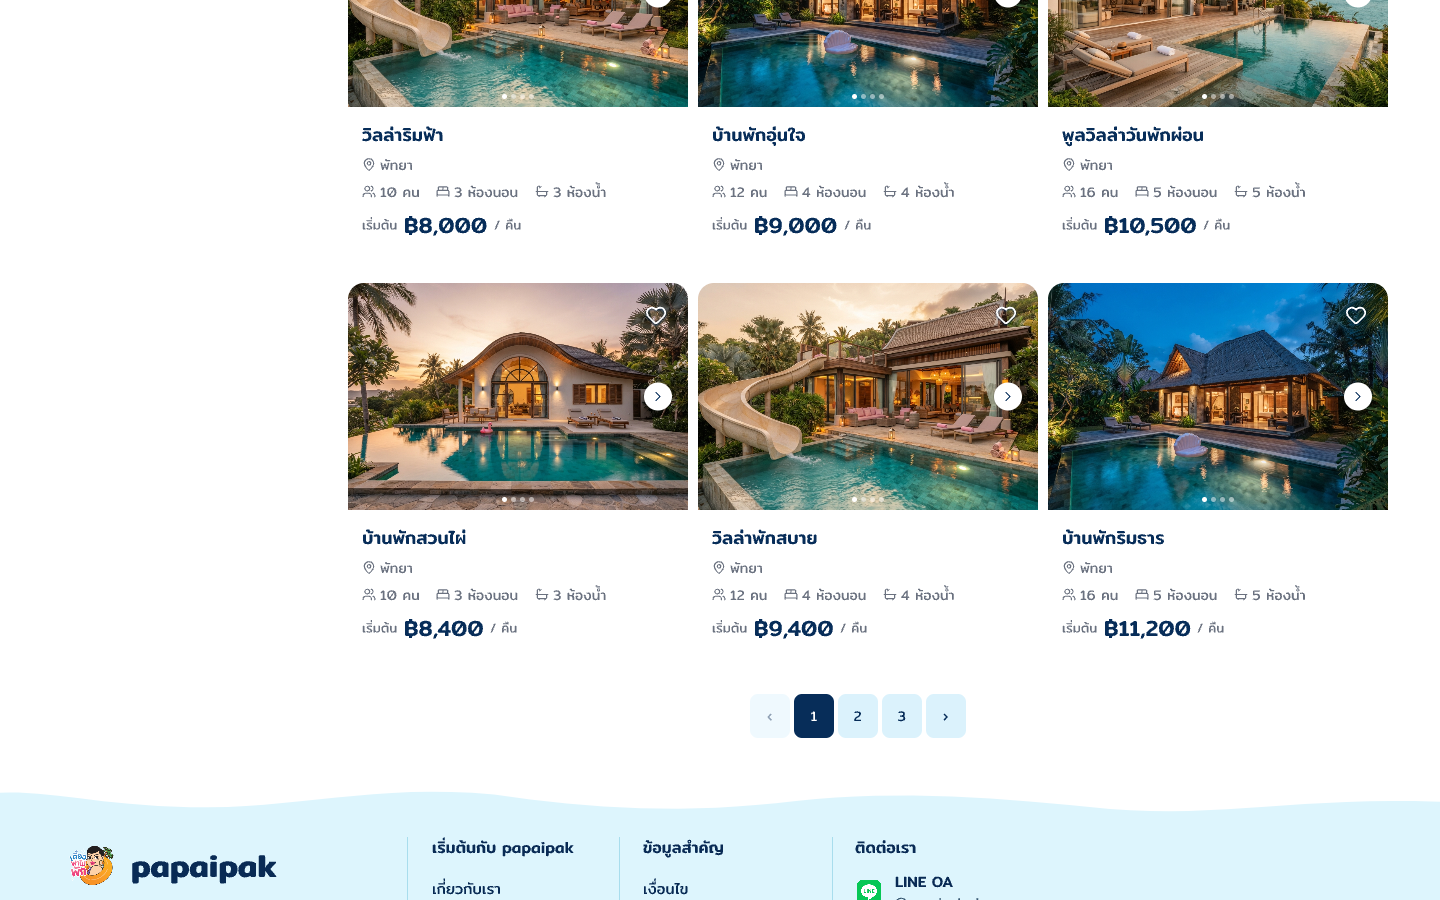 วิลล่าริมฟ้า
พัทยา
10 คน 3 ห้องนอน 3 ห้องน้ำ
เริ่มต้น ฿8,000 / คืน
บ้านพักอุ่นใจ
พัทยา
12 คน 4 ห้องนอน 4 ห้องน้ำ
เริ่มต้น ฿9,000 / คืน
พูลวิลล่าวันพักผ่อน
พัทยา
16 คน 5 ห้องนอน 5 ห้องน้ำ
เริ่มต้น ฿10,500 / คืน
บ้านพักสวนไผ่
พัทยา
10 คน 3 ห้องนอน 3 ห้องน้ำ
เริ่มต้น ฿8,400 / คืน
วิลล่าพักสบาย
พัทยา
12 คน 4 ห้องนอน 4 ห้องน้ำ
เริ่มต้น ฿9,400 / คืน
บ้านพักริมธาร
พัทยา
16 คน 5 ห้องนอน 5 ห้องน้ำ
เริ่มต้น ฿11,200 / คืน
‹ 1 2 3 ›
papaipak
เริ่มต้นกับ papaipak
เกี่ยวกับเรา
ข้อมูลสำคัญ
เงื่อนไข
ติดต่อเรา
LINE OA